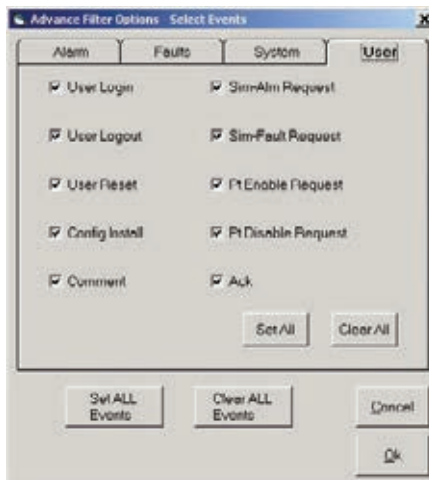 Advance Filter Options - Select Events
Alarm Faults System User
User Login Sim-Alm Request
User Logout Sim-Fault Request
User Reset Pt Enable Request
Config Install Pt Disable Request
Comment Ack
Set All Clear All
Set ALL Events Clear ALL Events Cancel
Ok